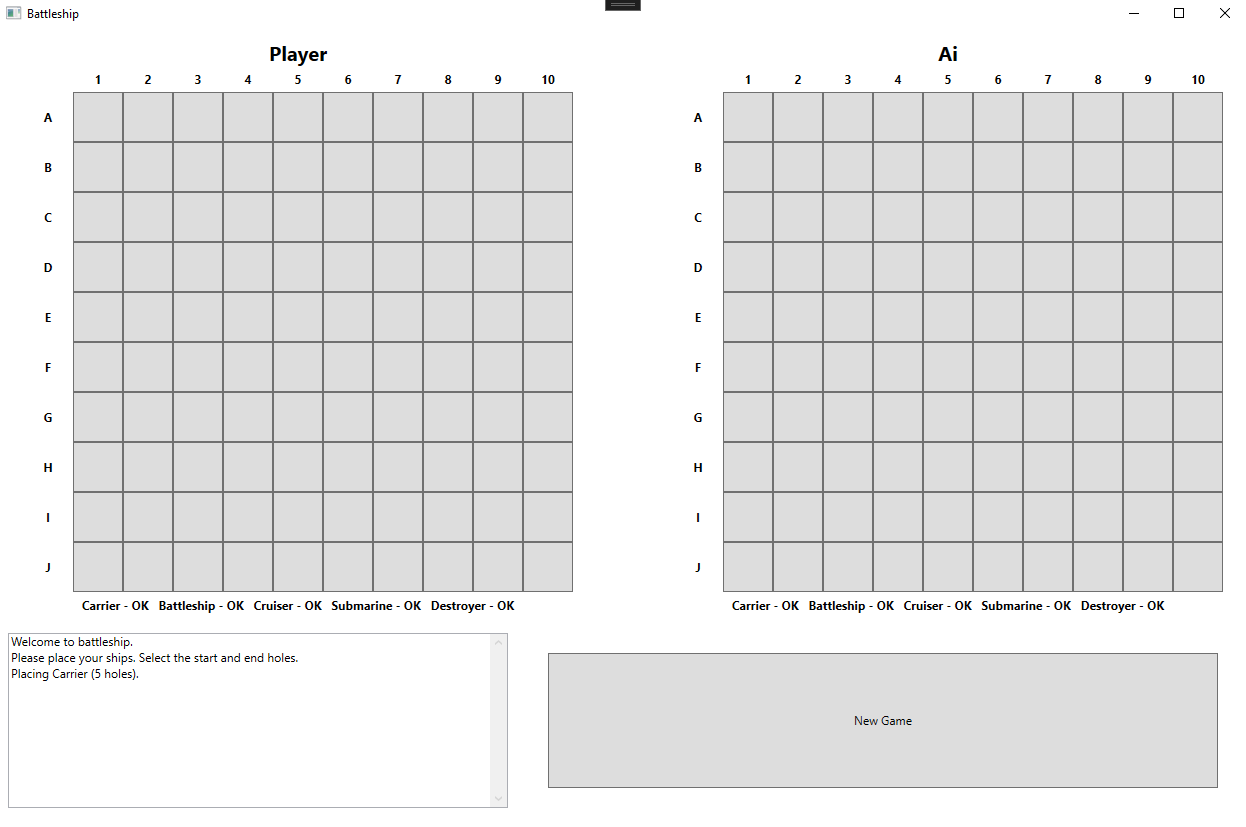 Battleship
Player
1 2 3 4 5 6 7 8 9 10
A
B
C
D
E
F
G
H
I
J
Carrier - OK Battleship - OK Cruiser - OK Submarine - OK Destroyer - OK
Ai
1 2 3 4 5 6 7 8 9 10
A
B
C
D
E
F
G
H
I
J
Carrier - OK Battleship - OK Cruiser - OK Submarine - OK Destroyer - OK
Welcome to battleship.
Please place your ships. Select the start and end holes.
Placing Carrier (5 holes).
New Game